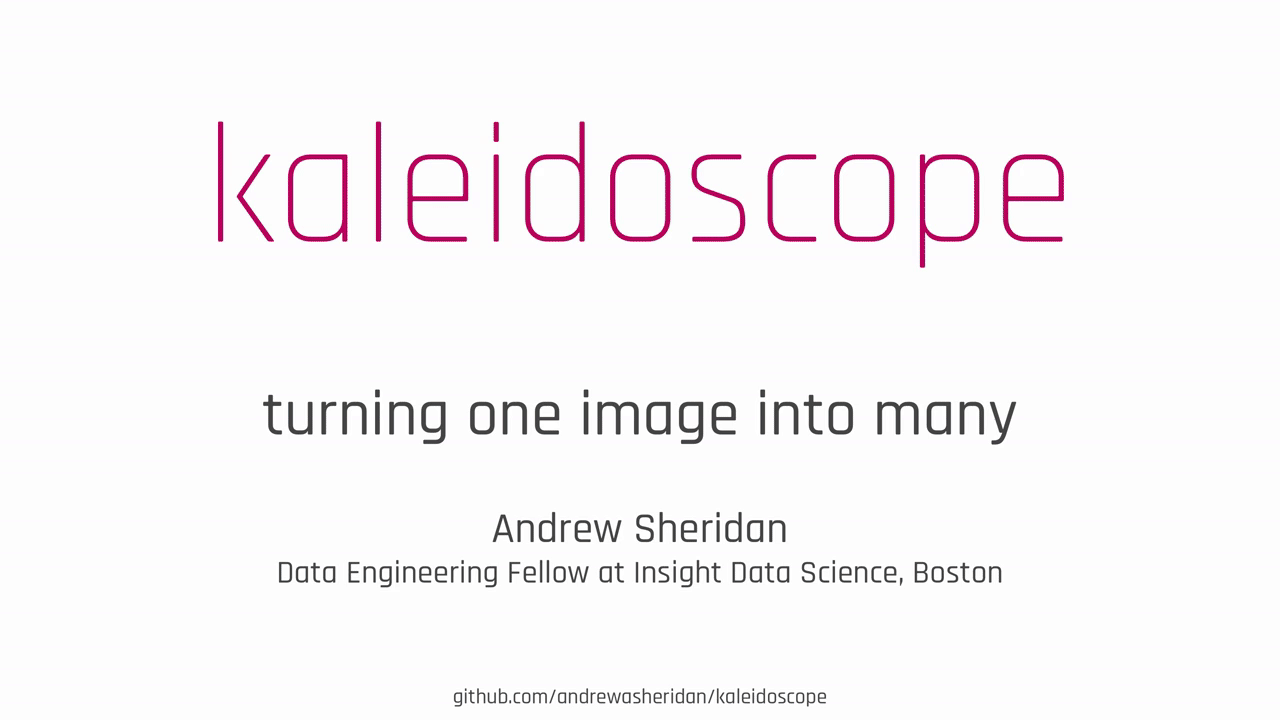 kaleidoscope
turning one image into many
Andrew Sheridan
Data Engineering Fellow at Insight Data Science, Boston
github.com/andrewasheridan/kaleidoscope